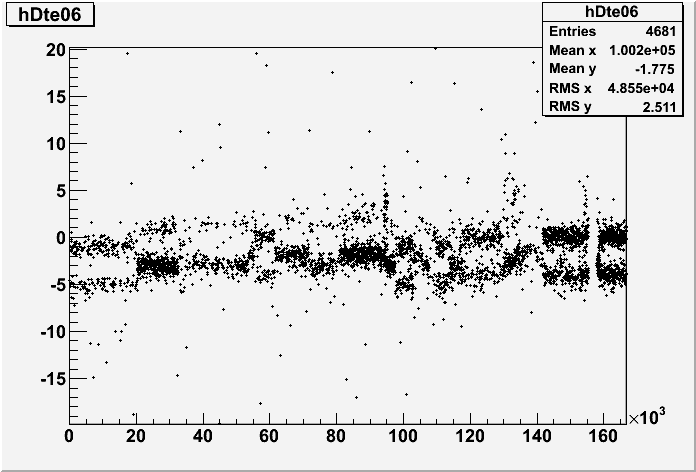 hDte06
hDte06
Entries 4681
Mean x 1.002e+05
Mean y -1.775
RMS x 4.855e+04
RMS y 2.511
20
15
10
5
0
-5
-10
-15
0 20 40 60 80 100 120 140 160
×10³